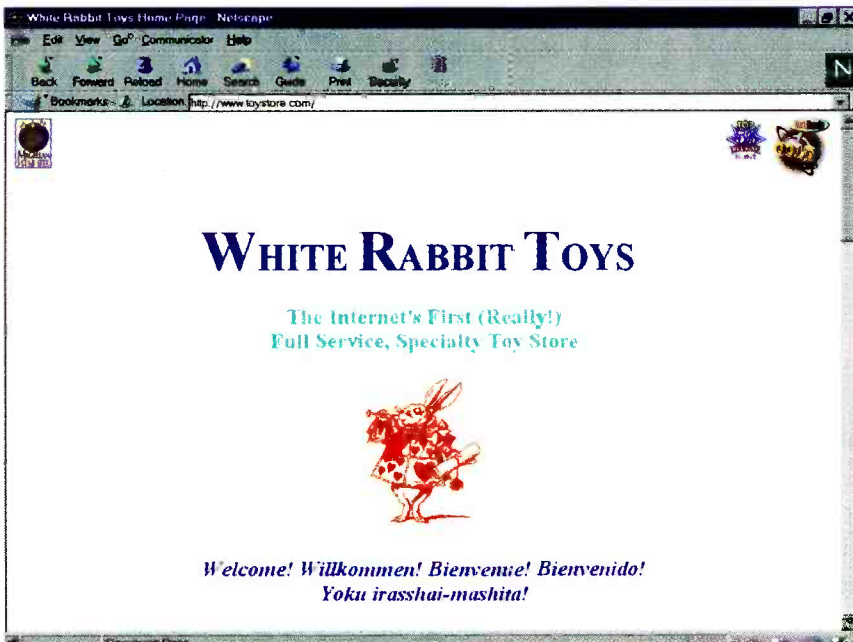 White Rabbit Toys Home Page - Netscape
Edit View Go Communicator Help
Back Forward Reload Home Search Guide Print Security
Bookmarks Location: http://www.toystore.com/
N
TOP 5%
WHITE RABBIT TOYS
The Internet's First (Really!)
Full Service, Specialty Toy Store
Welcome! Willkommen! Bienvenue! Bienvenido!
Yoku irasshai-mashita!